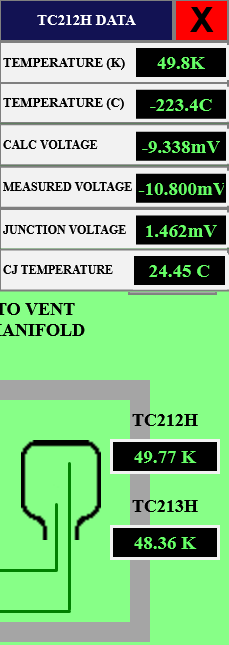 TC212H DATA X
TEMPERATURE (K) 49.8K
TEMPERATURE (C) -223.4C
CALC VOLTAGE -9.338mV
MEASURED VOLTAGE -10.800mV
JUNCTION VOLTAGE 1.462mV
CJ TEMPERATURE 24.45 C
TO VENT
IANIFOLD
TC212H
49.77 K
TC213H
48.36 K